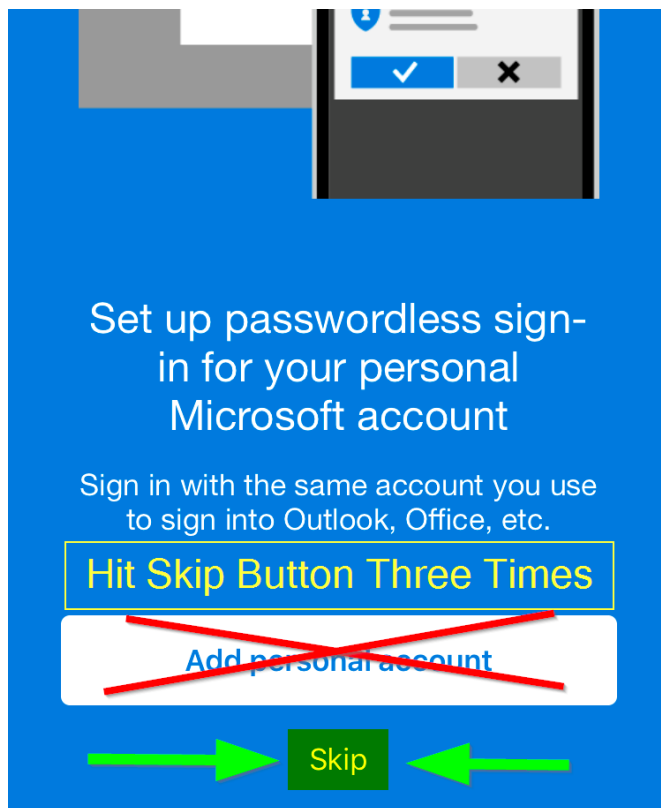 Set up passwordless sign-
in for your personal
Microsoft account
Sign in with the same account you use
to sign into Outlook, Office, etc.
Hit Skip Button Three Times
Add personal account
Skip